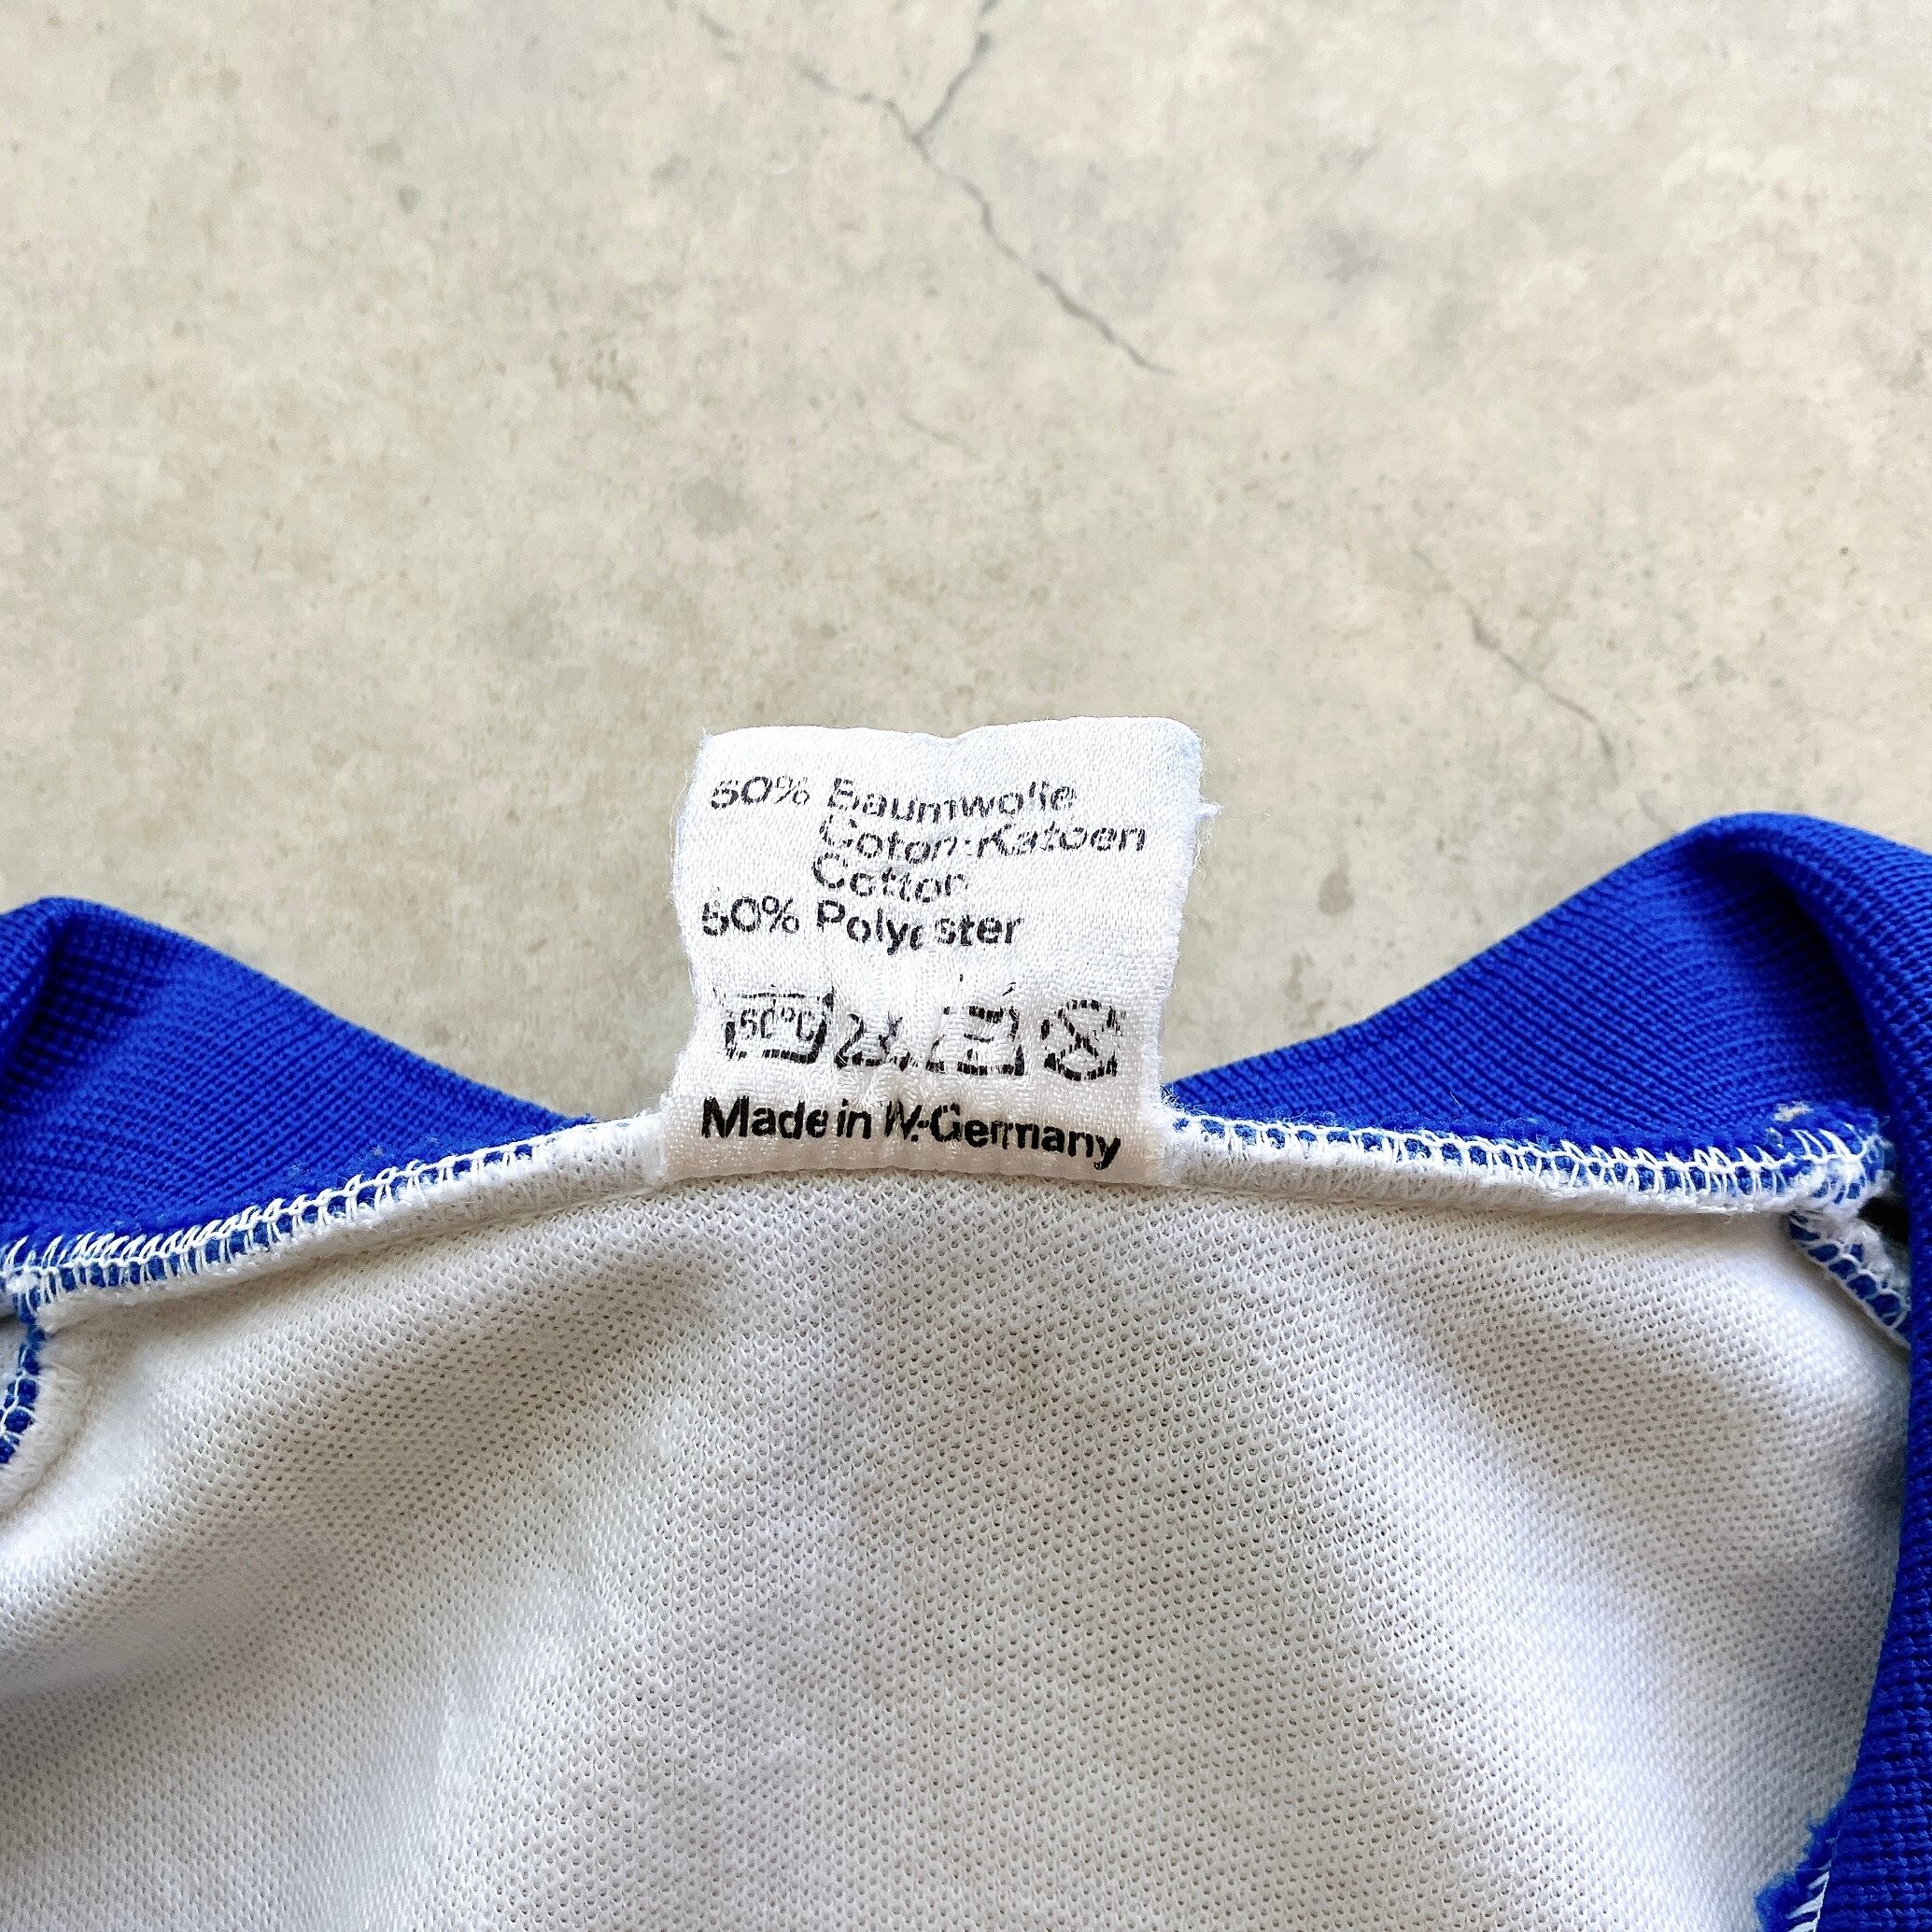 50% Baumwolle
Coton-Katoen
Cotton
50% Polyester
60°C
Made in W.-Germany